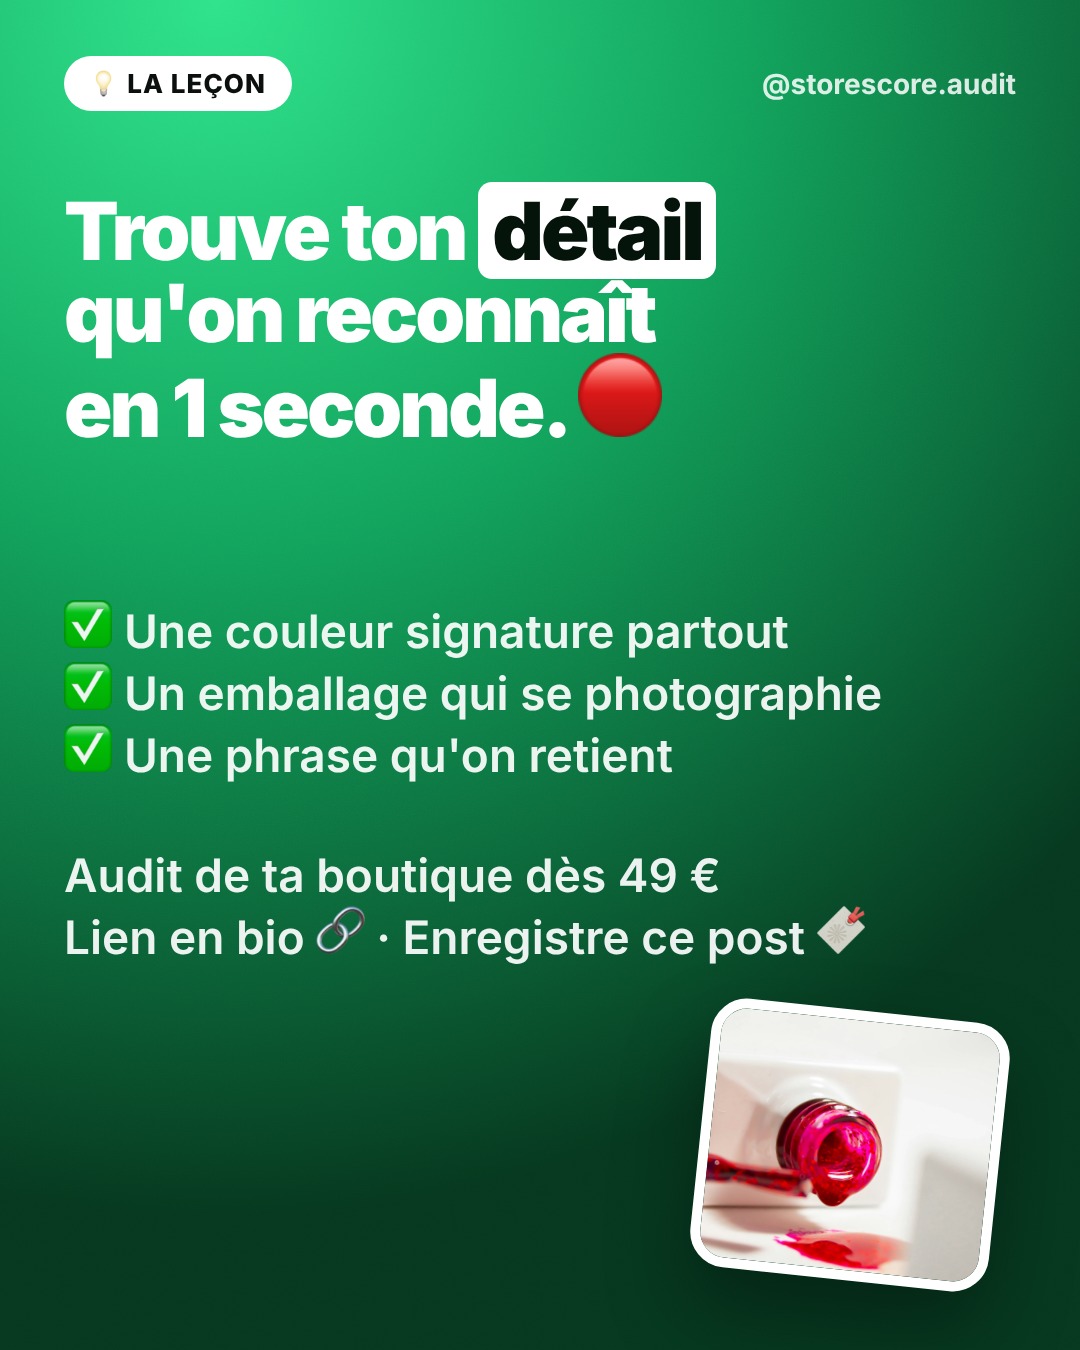 💡 LA LEÇON
@storescore.audit
Trouve ton détail
qu'on reconnaît
en 1 seconde. 🔴
✅ Une couleur signature partout
✅ Un emballage qui se photographie
✅ Une phrase qu'on retient
Audit de ta boutique dès 49 €
Lien en bio 🔗 · Enregistre ce post 🔖